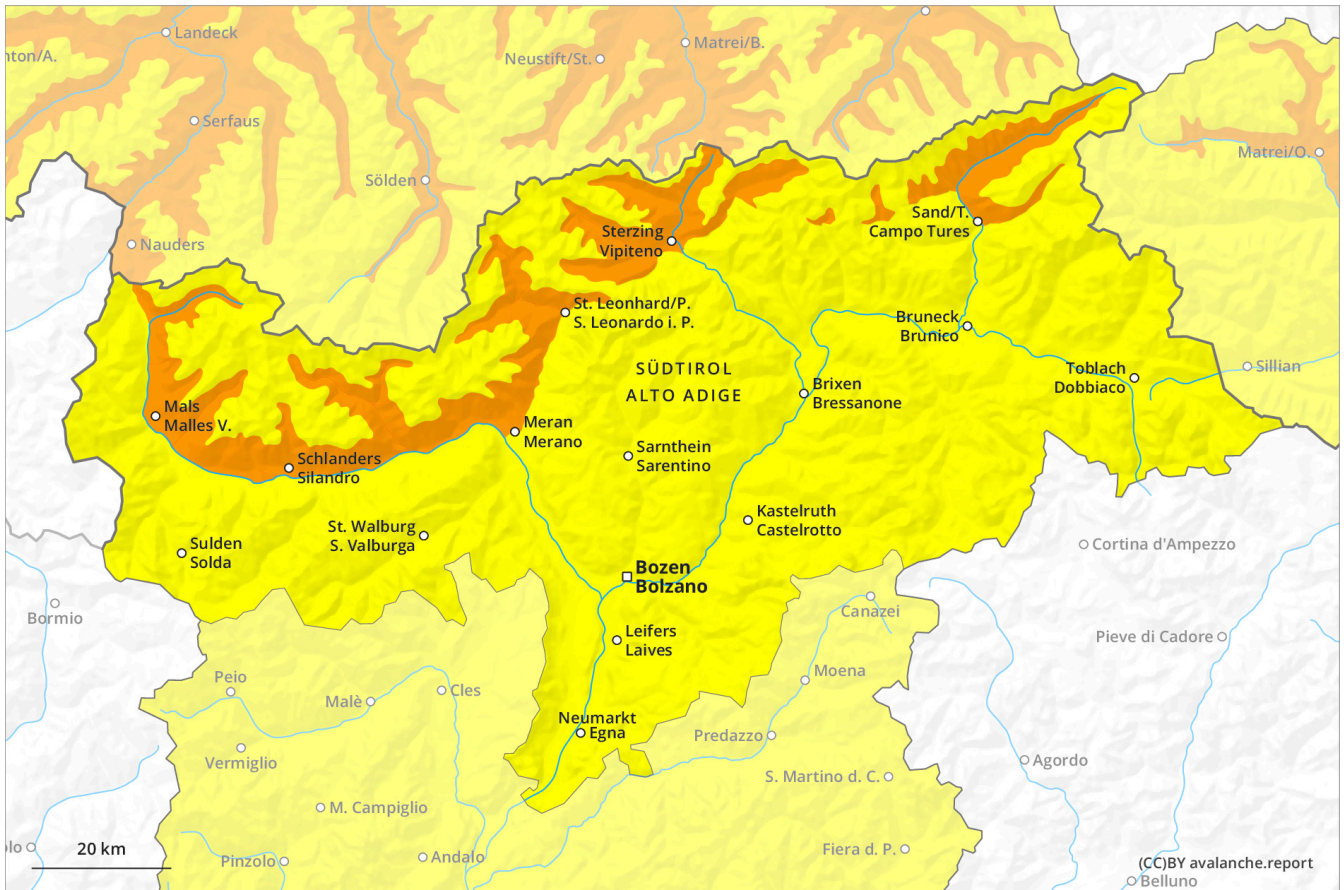 Landeck
nton/A.
Matrei/B.
Neustift/St.
Serfaus
Matrei/O.
Sölden
Sand/T.
Campo Tures
Sterzing
Vipiteno
Nauders
St. Leonhard/P.
S. Leonardo i. P.
Bruneck
Brunico
SÜDTIROL
ALTO ADIGE
Toblach
Dobbiaco
Sillian
Brixen
Bressanone
Mals
Malles V.
Meran
Merano
Sarnthein
Sarentino
Schlanders
Silandro
Kastelruth
Castelrotto
St. Walburg
S. Valburga
Sulden
Solda
Cortina d'Ampezzo
Bozen
Bolzano
Bormio
Canazei
Leifers
Laives
Pieve di Cadore
Peio
Moena
Malè
Cles
Neumarkt
Egna
Predazzo
Vermiglio
Agordo
S. Martino d. C.
M. Campiglio
lo
20 km
Pinzolo
Andalo
Fiera d. P.
(CC)BY avalanche.report
Belluno